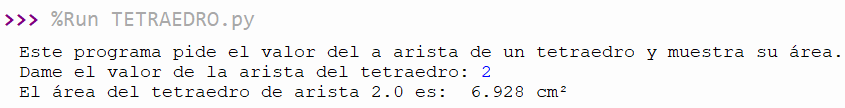 >>> %Run TETRAEDRO.py
Este programa pide el valor del a arista de un tetraedro y muestra su área.
Dame el valor de la arista del tetraedro: 2
El área del tetraedro de arista 2.0 es:  6.928 cm²